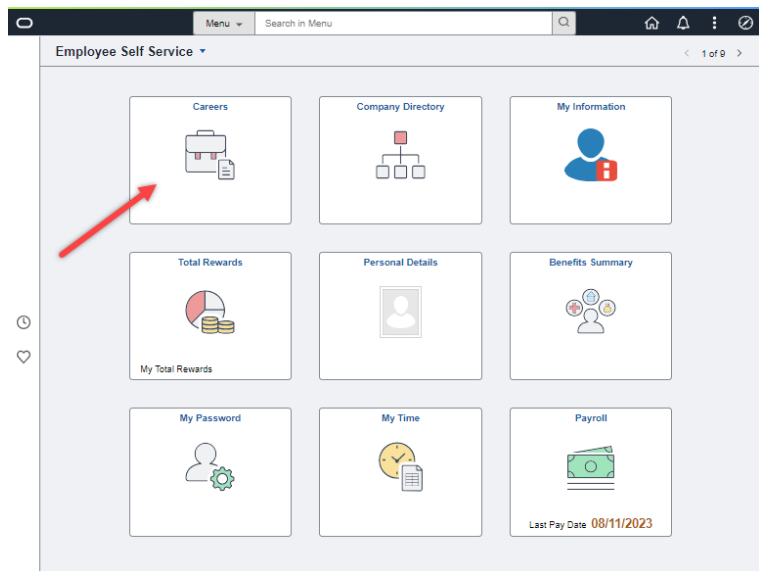 Menu
Search in Menu
Employee Self Service
1 of 9
Careers
Company Directory
My Information
Total Rewards
My Total Rewards
Personal Details
Benefits Summary
My Password
My Time
Payroll
Last Pay Date 08/11/2023